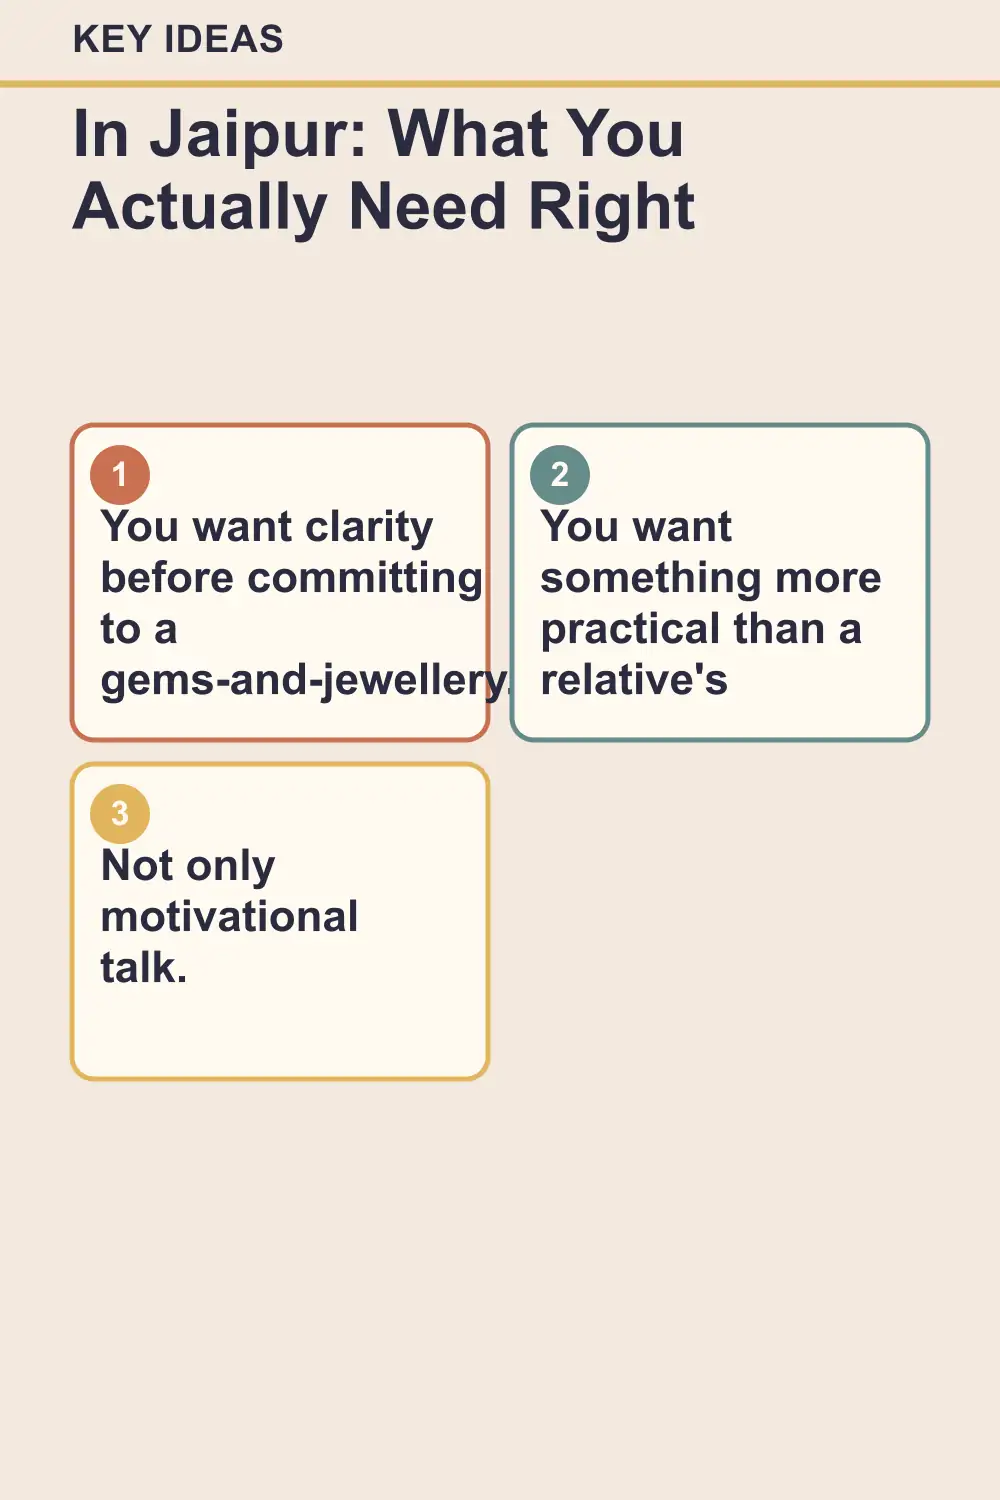 KEY IDEAS
In Jaipur: What You
Actually Need Right
1
You want clarity
before committing
to a
gems-and-jewellery.
2
You want
something more
practical than a
relative's
3
Not only
motivational
talk.